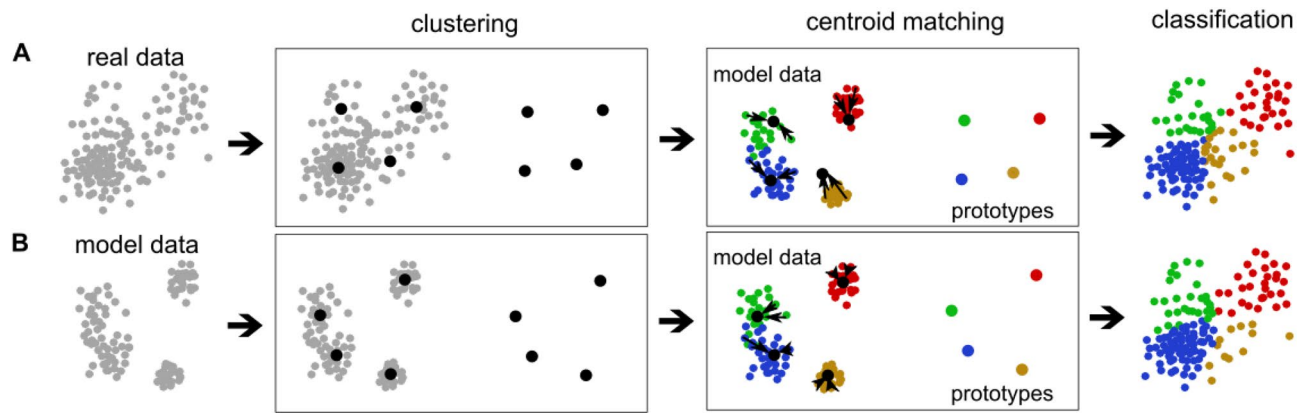 clustering
centroid matching
classification
A
real data
model data
prototypes
B
model data
model data
prototypes